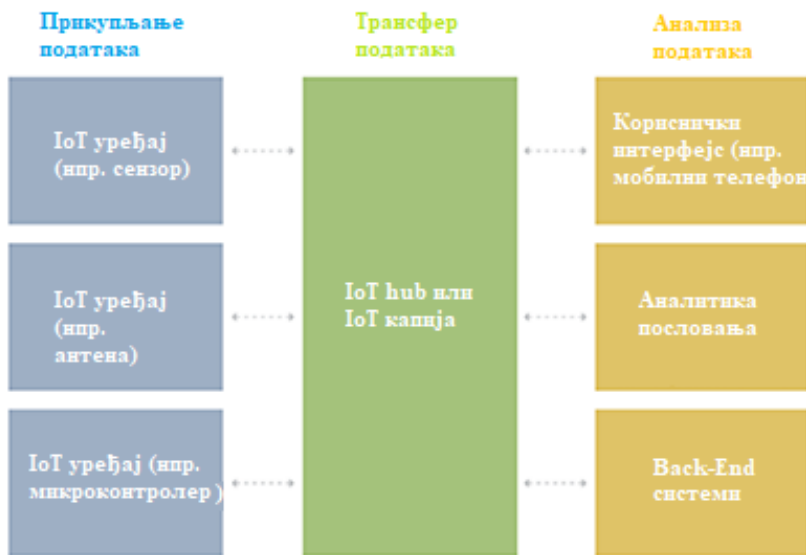 Прикупљање
података
Трансфер
података
Анализа
података
IoT уређај
(нпр. сензор)
IoT уређај
(нпр.
антена)
IoT уређај (нпр.
микроконтролер)
IoT hub или
IoT капија
Кориснички
интерфејс (нпр.
мобилни телефон
Аналитика
пословања
Back-End
системи